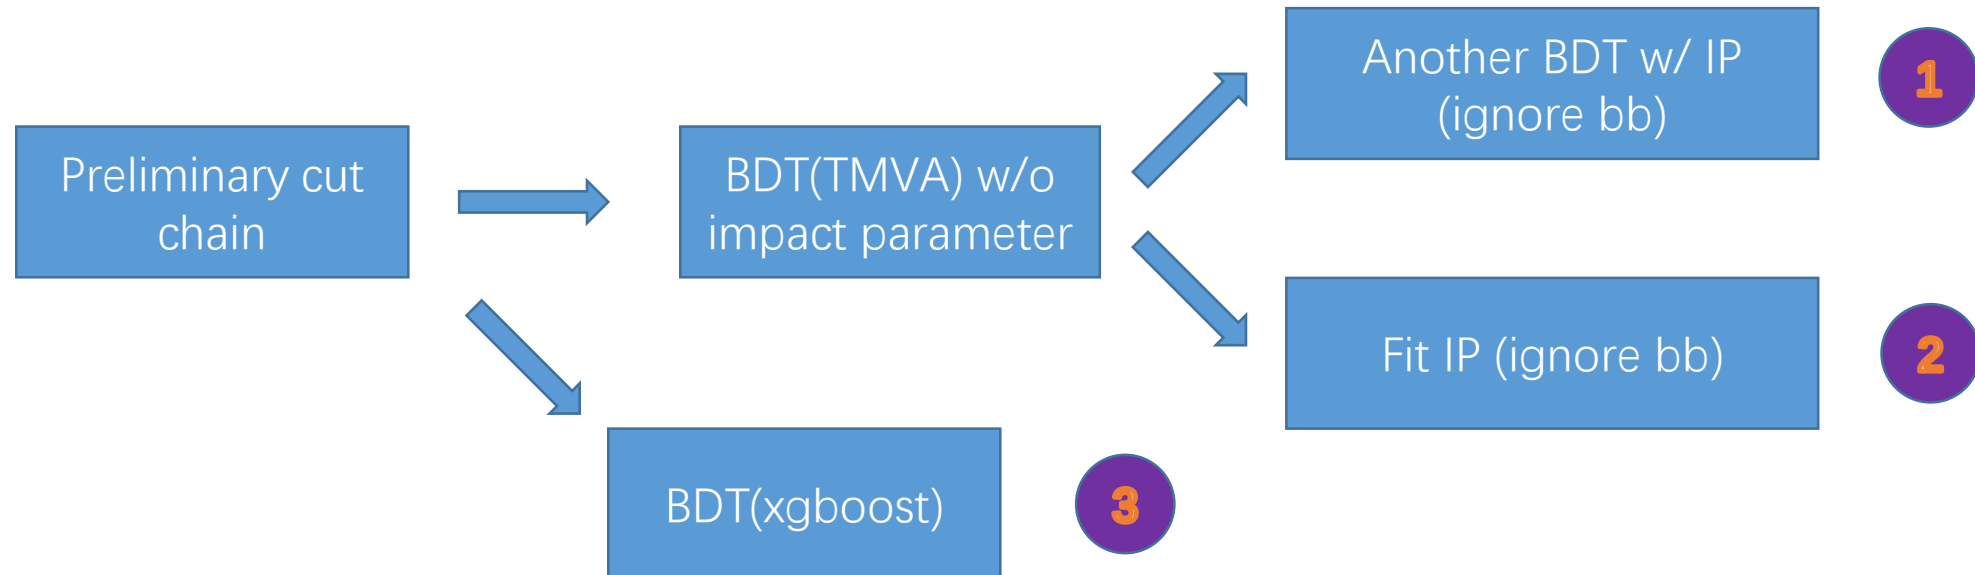 Preliminary cut
chain
BDT(TMVA) w/o
impact parameter
Another BDT w/ IP
(ignore bb)
1
Fit IP (ignore bb)
2
BDT(xgboost)
3